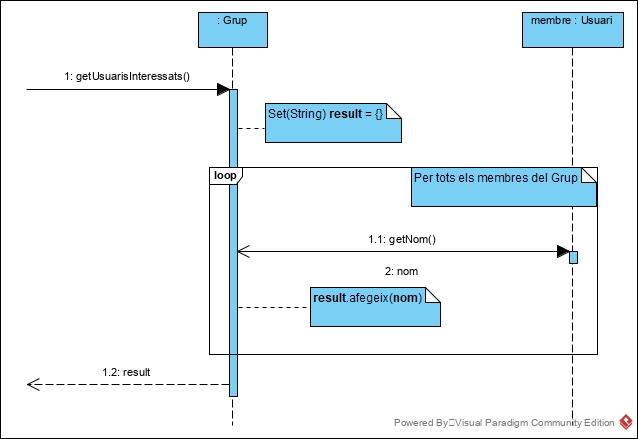 : Grup
membre : Usuari
1: getUsuarisInteressats()
Set(String) result = {}
loop
Per tots els membres del Grup
1.1: getNom()
2: nom
result.afegeix(nom)
1.2: result
Powered By Visual Paradigm Community Edition